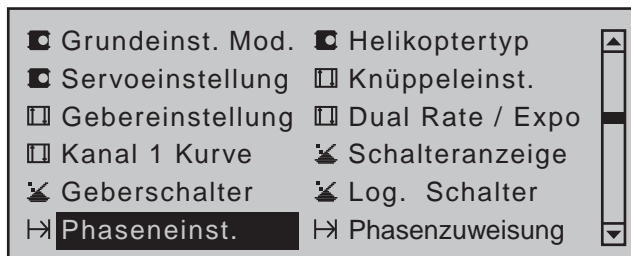 Grundeinst. Mod. Helikoptertyp
Servoeinstellung Knüppeleinst.
Gebereinstellung Dual Rate / Expo
Kanal 1 Kurve Schalteranzeige
Geberschalter Log. Schalter
Phaseneinst. Phasenzuweisung